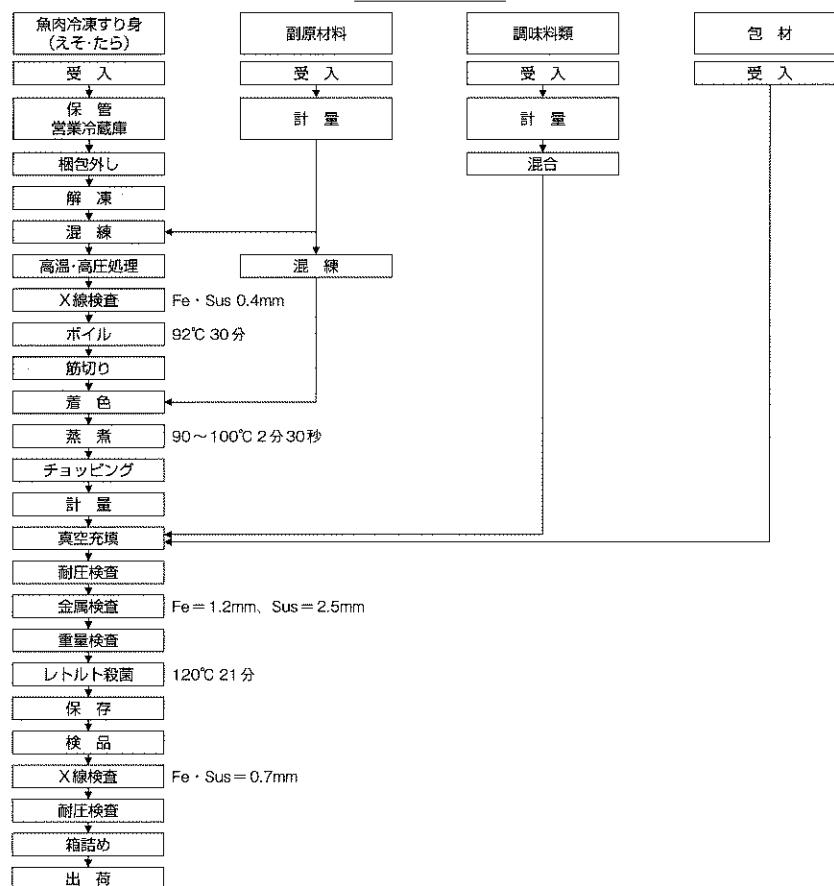 魚肉冷凍すり身
(えそ・たら)
副原材料
調味料類
包 材
受 入
受 入
受 入
受 入
保 管
営業冷蔵庫
計 量
計 量
梱包外し
混合
解 凍
混 練
高温・高圧処理
混 練
X線検査
Fe・Sus 0.4mm
ボイル
92℃ 30分
筋切り
着 色
蒸 煮
90～100℃ 2分30秒
チョッピング
計 量
真空充填
耐圧検査
金属検査
Fe=1.2mm、Sus=2.5mm
重量検査
レトルト殺菌
120℃ 21分
保 存
検 品
X線検査
Fe・Sus=0.7mm
耐圧検査
箱詰め
出 荷